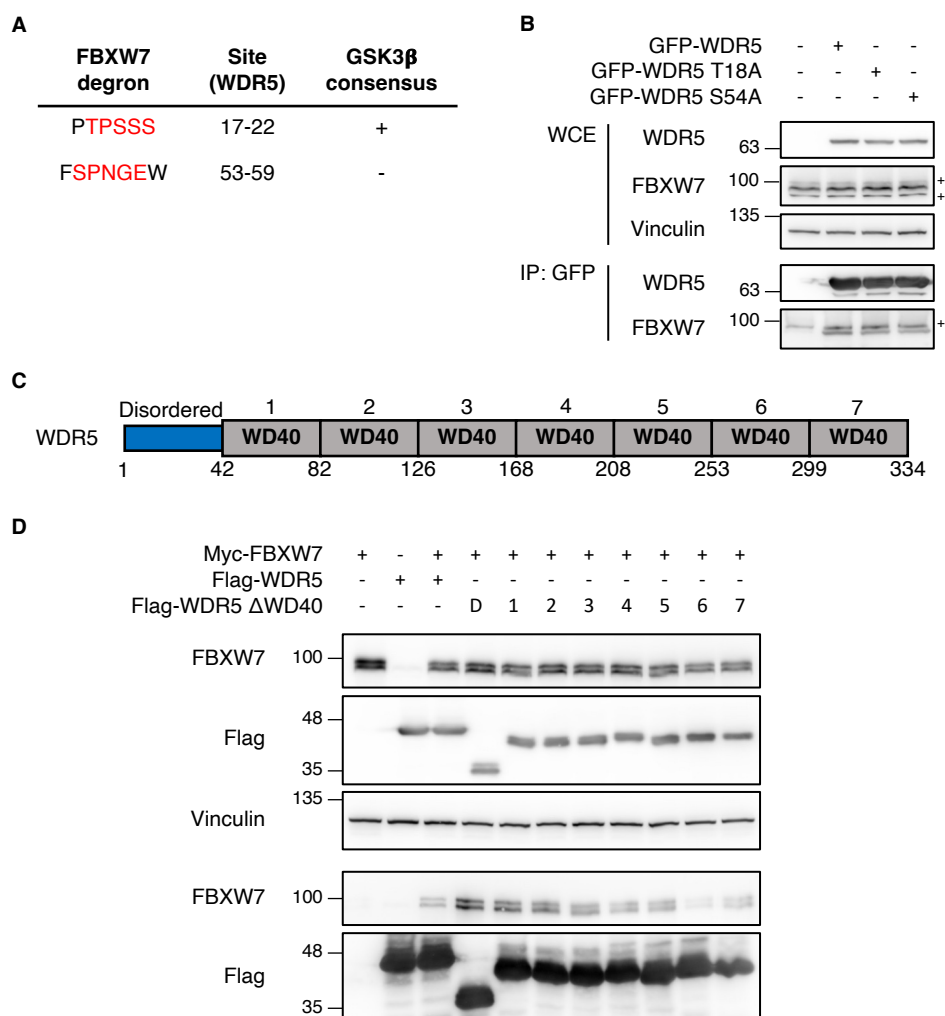 A
FBXW7 degron Site (WDR5) GSK3β consensus
PTPSSS 17-22 +
FSPNGEW 53-59 -
B
GFP-WDR5 - + - -
GFP-WDR5 T18A - - + -
GFP-WDR5 S54A - - - +
WCE
WDR5 63
FBXW7 100 + +
Vinculin 135
IP: GFP
WDR5 63
FBXW7 100 +
C
Disordered 1 2 3 4 5 6 7
WDR5 WD40 WD40 WD40 WD40 WD40 WD40 WD40
1 42 82 126 168 208 253 299 334
D
Myc-FBXW7 + - + + + + + + + + +
Flag-WDR5 - + + - - - - - - - -
Flag-WDR5 ΔWD40 - - - D 1 2 3 4 5 6 7
FBXW7 100
48
Flag
35
135
Vinculin
FBXW7 100
48
Flag
35